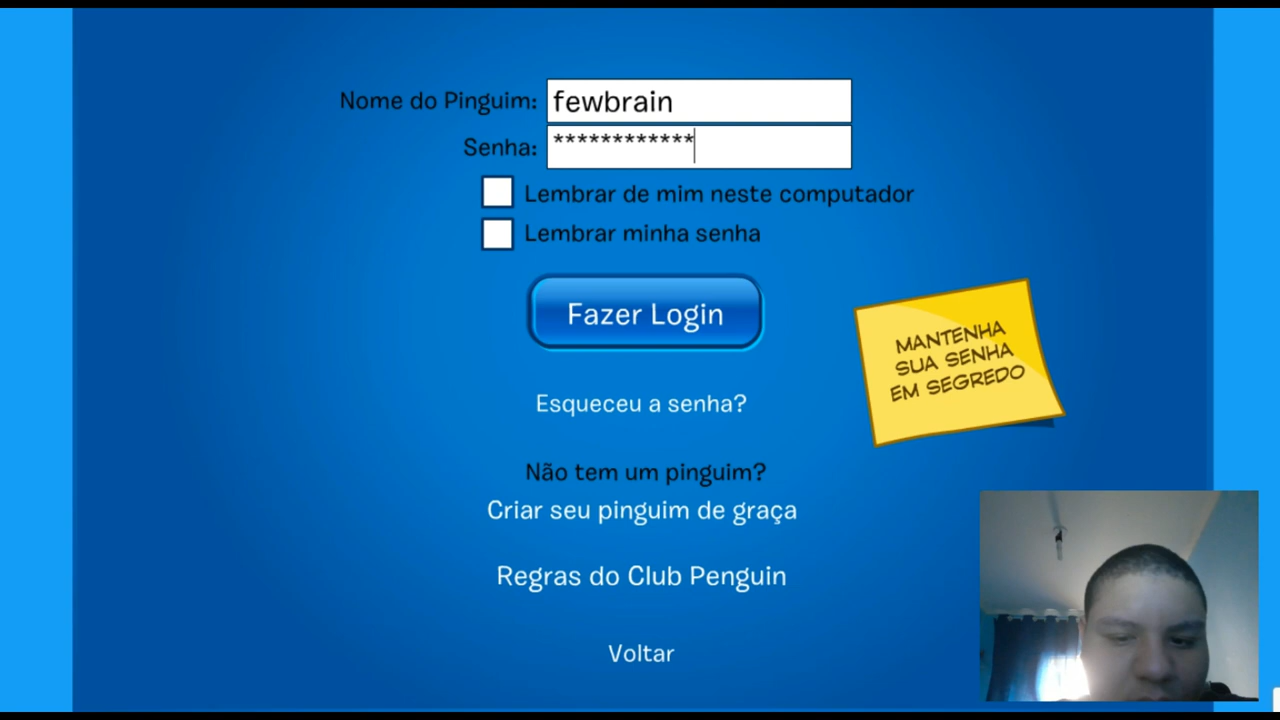 Nome do Pinguim: fewbrain
Senha: ************
Lembrar de mim neste computador
Lembrar minha senha
Fazer Login
MANTENHA
SUA SENHA
EM SEGREDO
Esqueceu a senha?
Não tem um pinguim?
Criar seu pinguim de graça
Regras do Club Penguin
Voltar